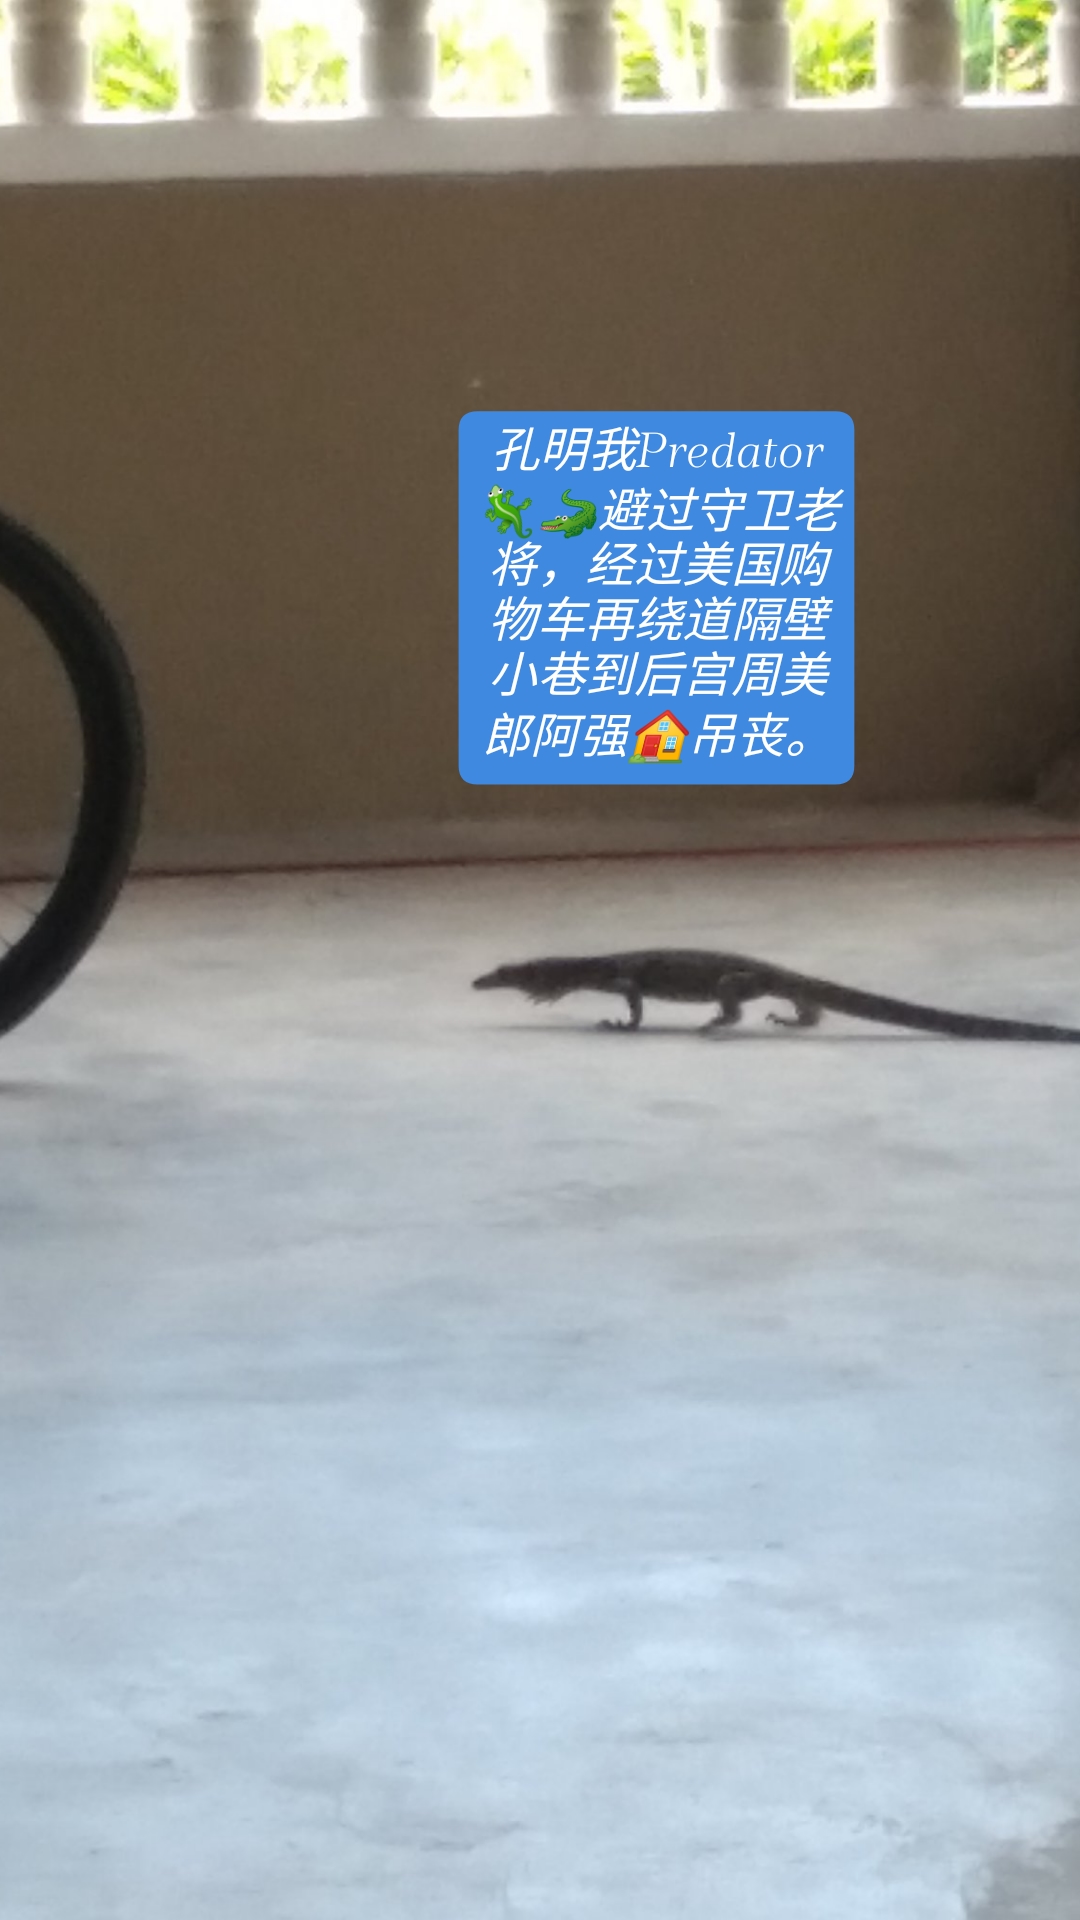 孔明我Predator
🦎🐊避过守卫老
将，经过美国购
物车再绕道隔壁
小巷到后宫周美
郎阿强🏠吊丧。